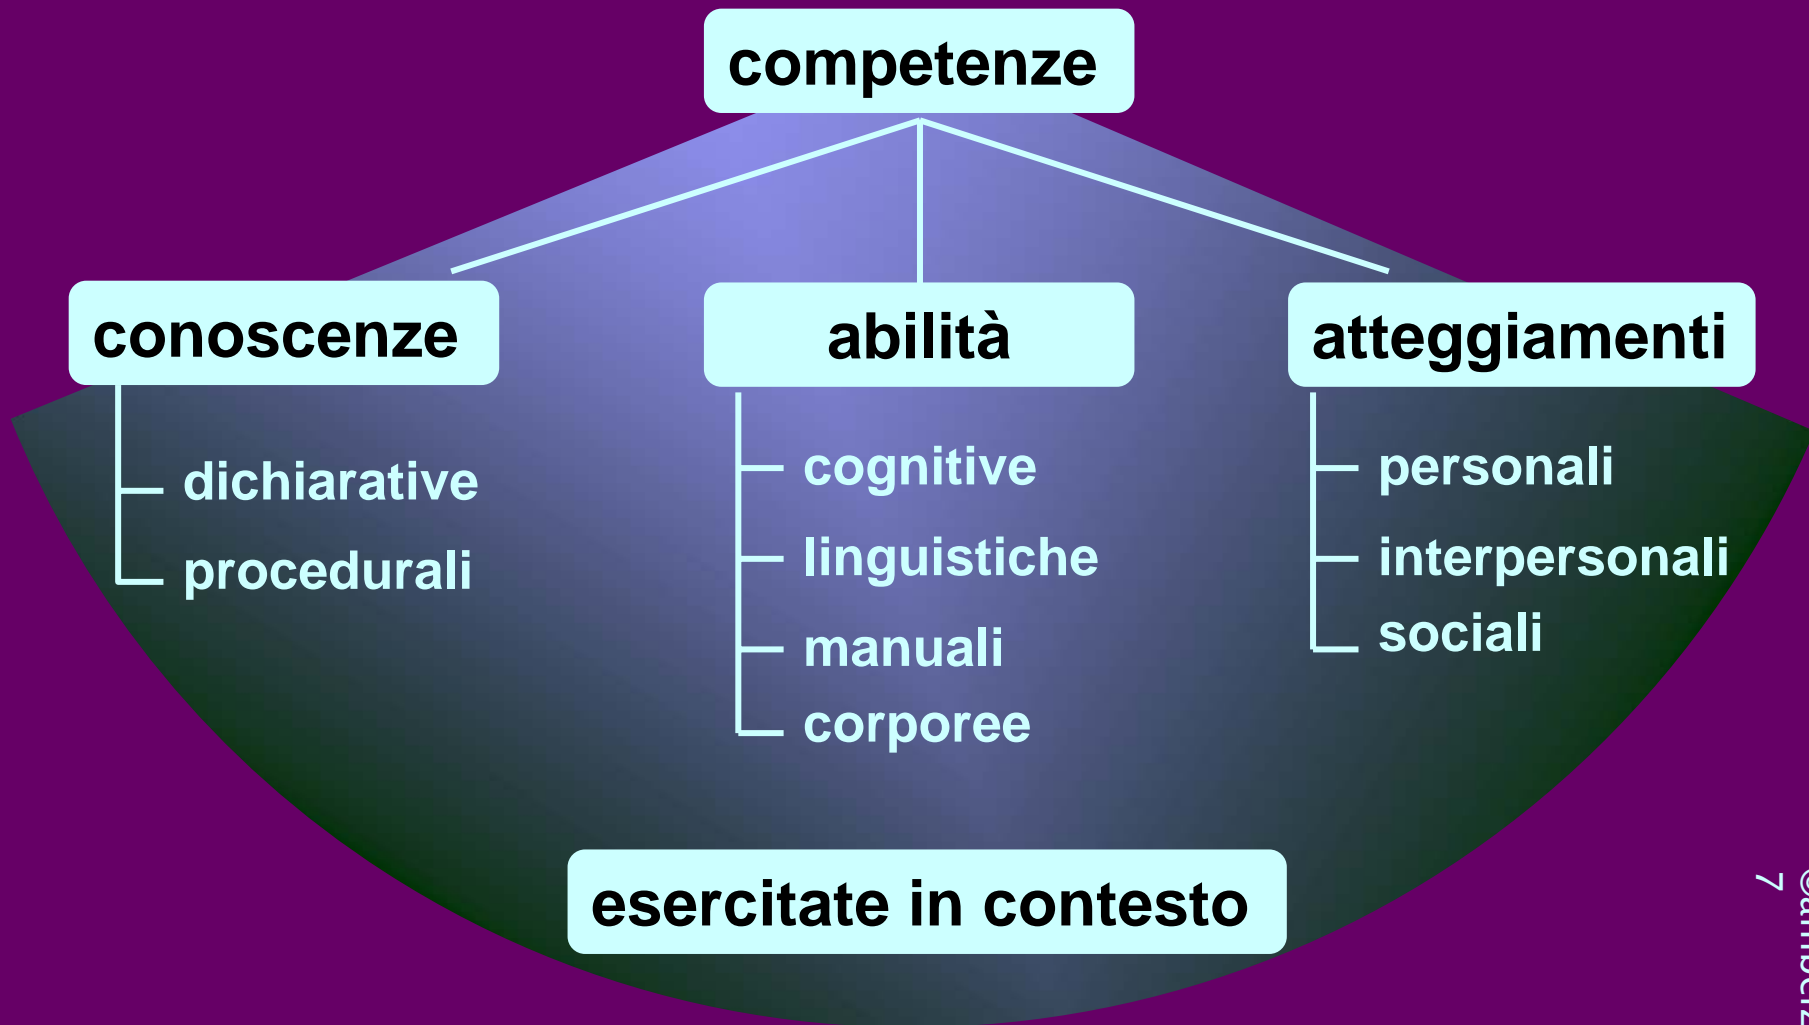 competenze
conoscenze
abilità
atteggiamenti
dichiarative
procedurali
cognitive
linguistiche
manuali
corporee
personali
interpersonali
sociali
esercitate in contesto
7